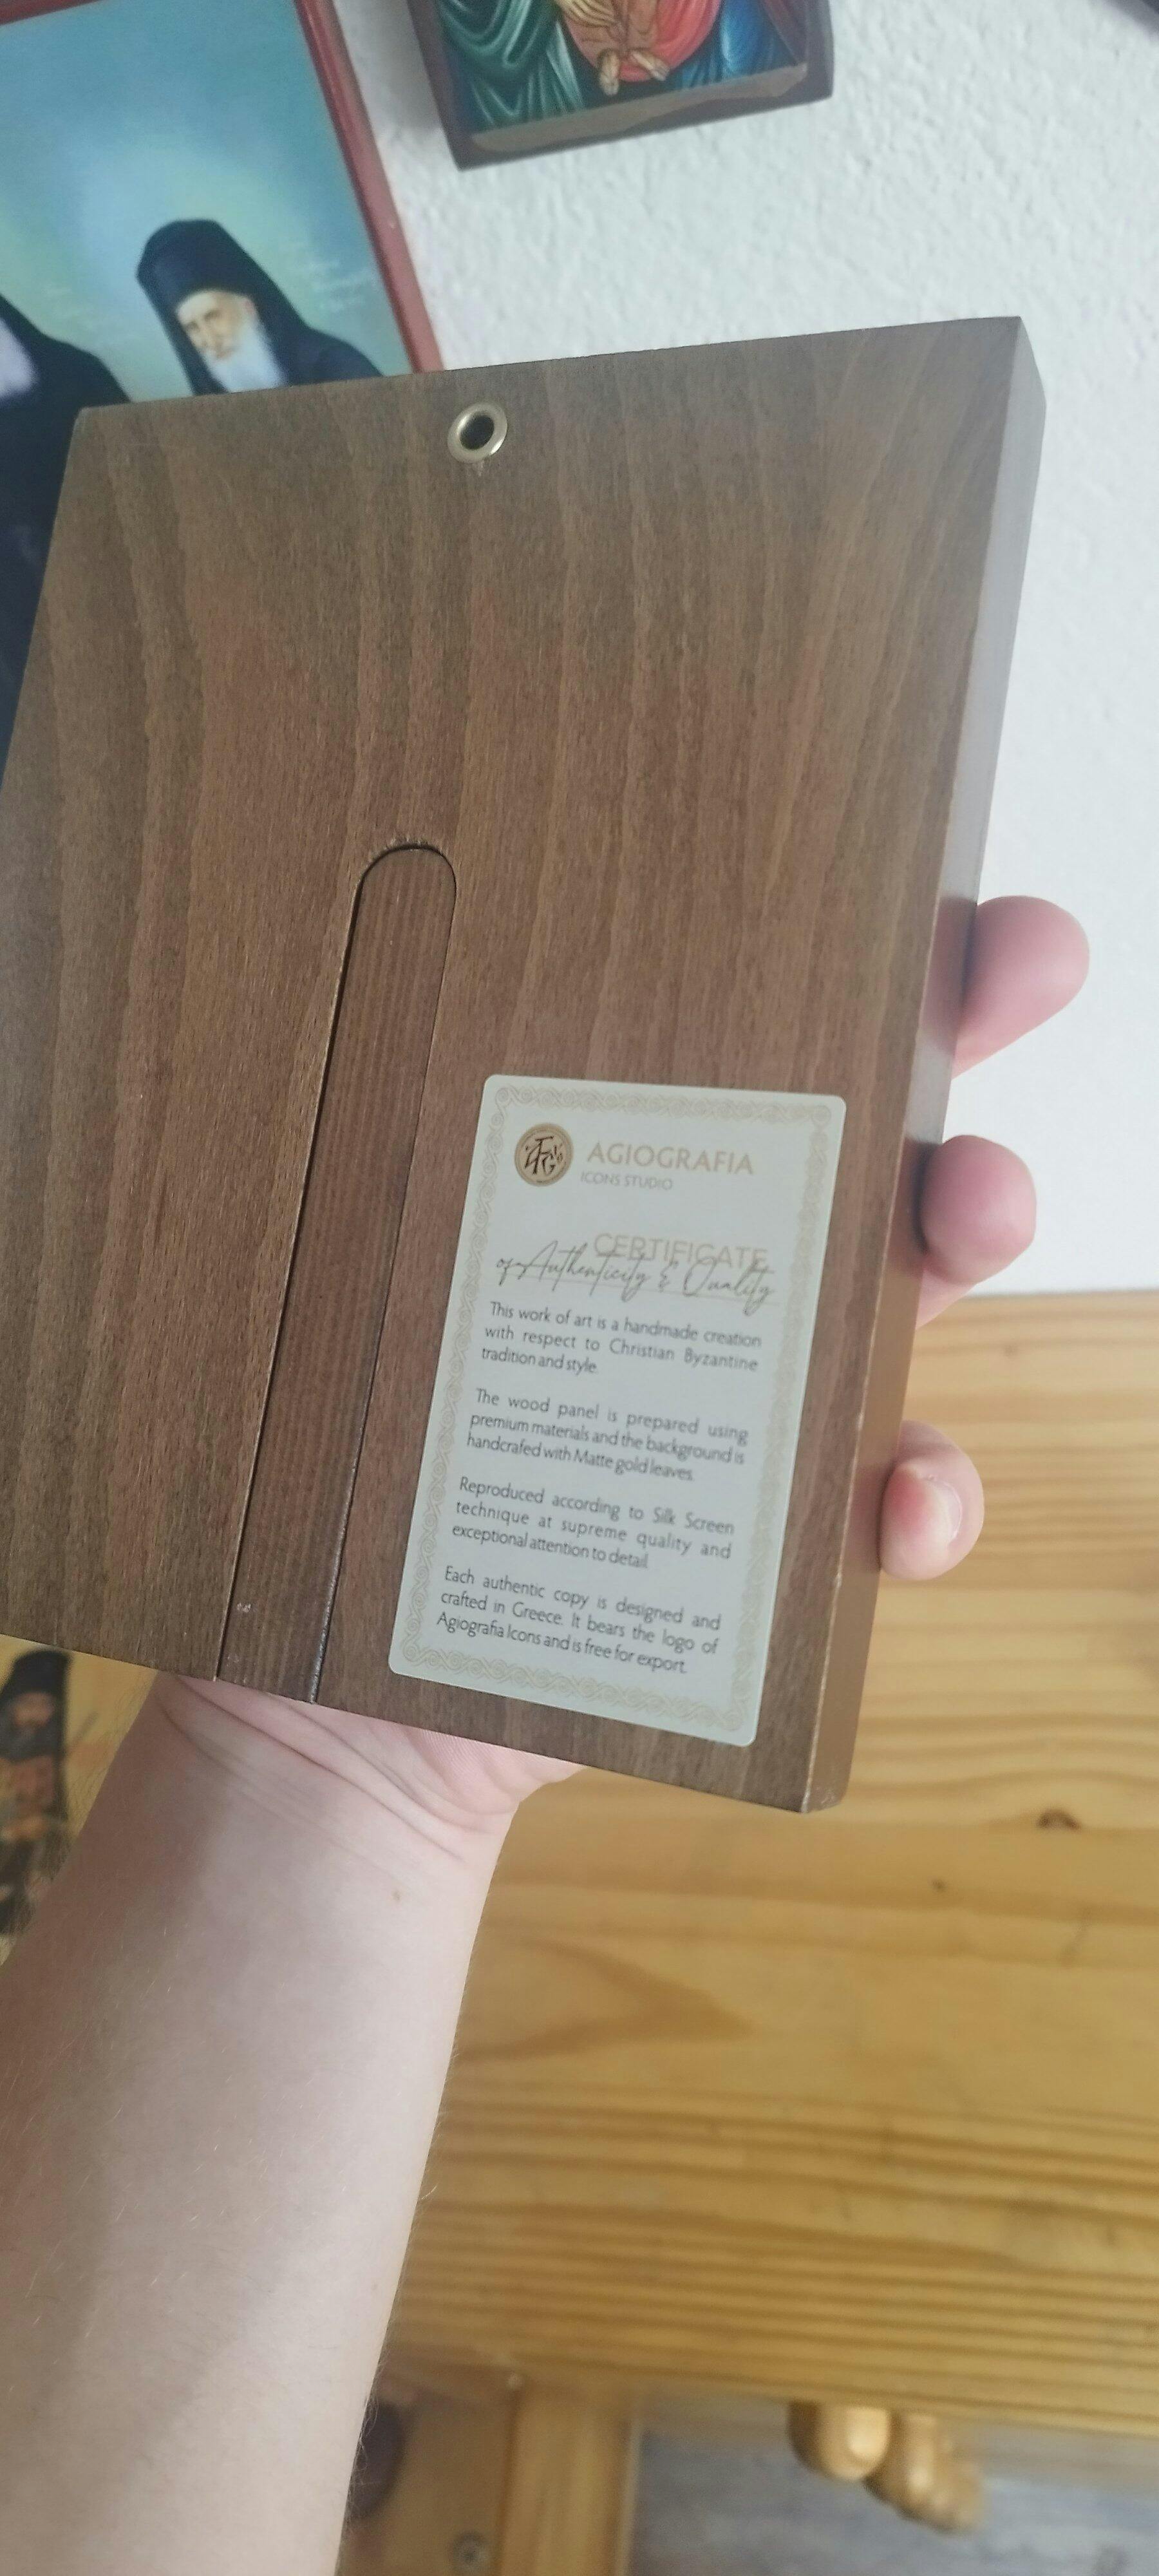 AGIOGRAFIA
ICONS STUDIO
CERTIFICATE
of Authenticity & Quality
This work of art is a handmade creation
with respect to Christian Byzantine
tradition and style.
The wood panel is prepared using
premium materials and the background is
handcrafed with Matte gold leaves.
Reproduced according to Silk Screen
technique at supreme quality and
exceptional attention to detail.
Each authentic copy is designed and
crafted in Greece. It bears the logo of
Agiografia Icons and is free for export.